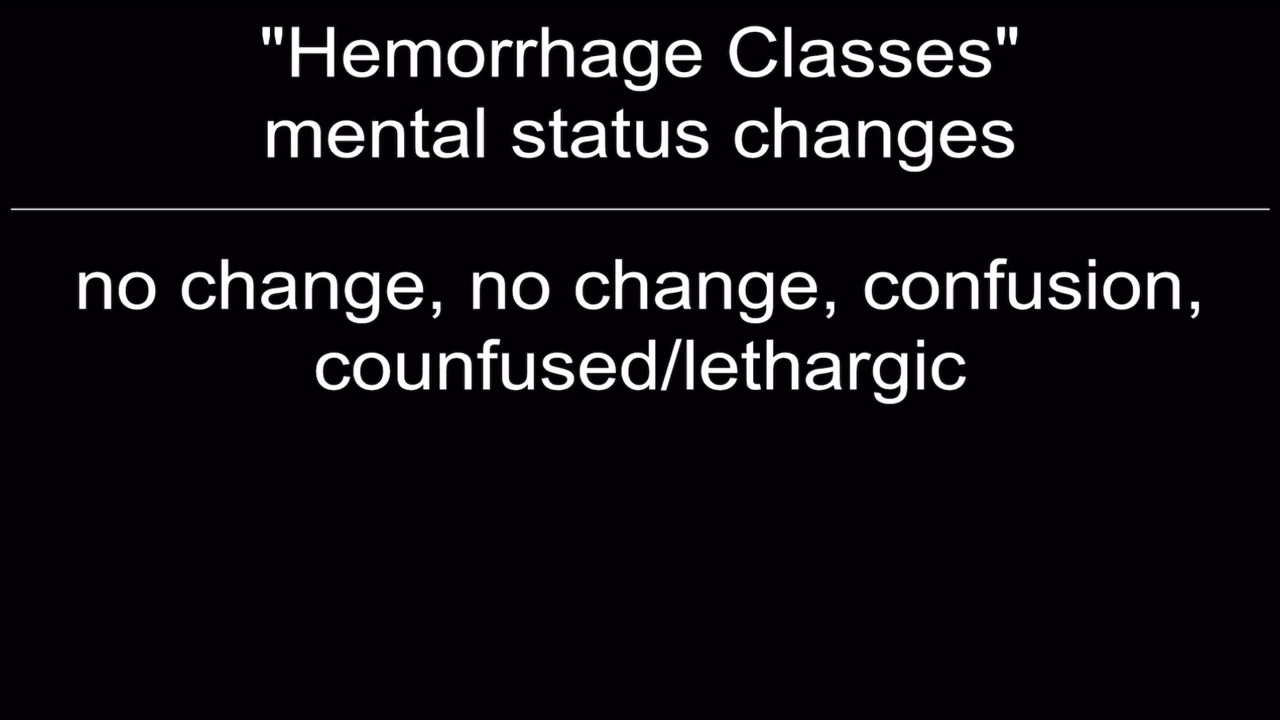 "Hemorrhage Classes"
mental status changes
no change, no change, confusion,
counfused/lethargic